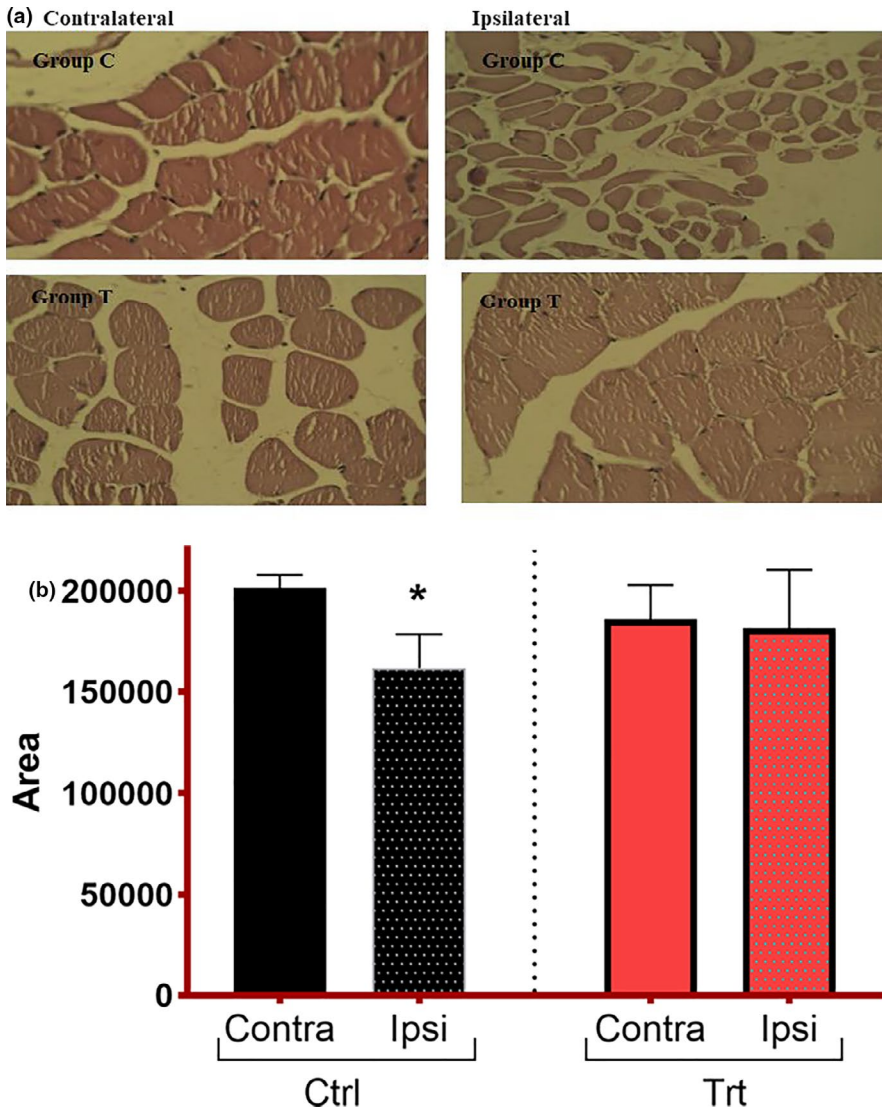 (a) Contralateral Ipsilateral
Group C Group C
Group T Group T
(b)
Area
200000
150000
100000
50000
0
*
Contra Ipsi Contra Ipsi
Ctrl Trt